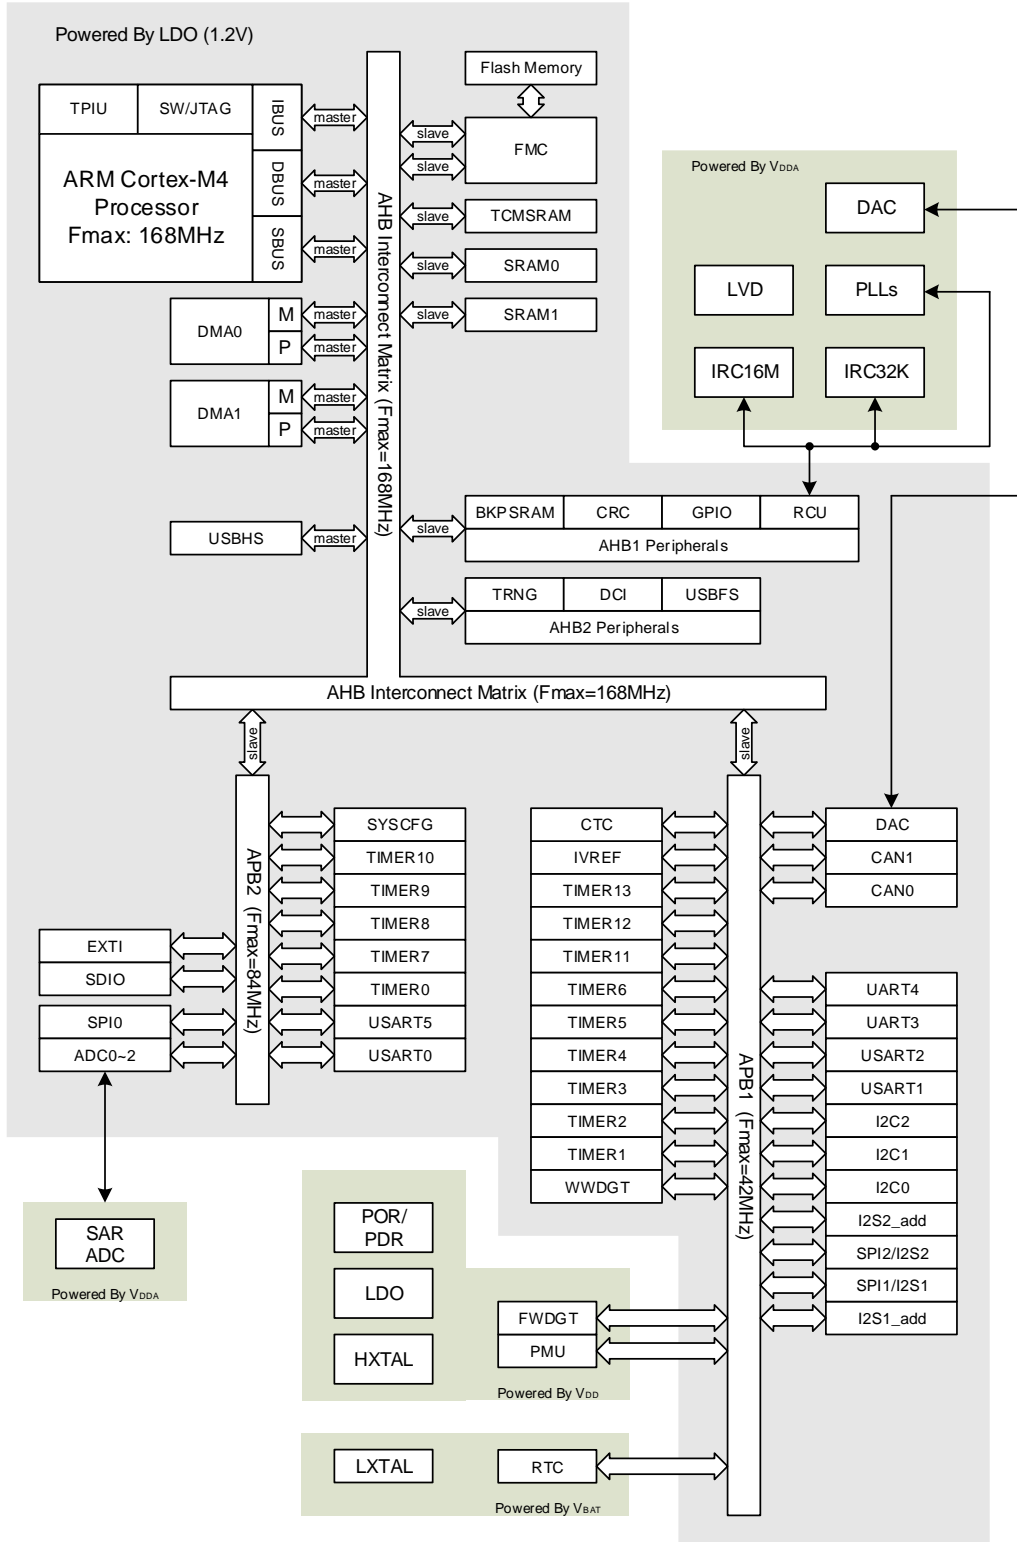 Powered By LDO (1.2V)
Flash Memory
TPIU
SW/JTAG
IBUS
master
slave
FMC
slave
ARM Cortex-M4
Processor
Fmax: 168MHz
DBUS
master
SBUS
master
slave
TCMSRAM
slave
SRAM0
slave
SRAM1
DMA0
M
master
P
master
DMA1
M
master
P
master
AHB Interconnect Matrix (Fmax=168MHz)
Powered By VDDA
DAC
LVD
PLLs
IRC16M
IRC32K
USBHS
master
slave
BKPSRAM
CRC
GPIO
RCU
AHB1 Peripherals
slave
TRNG
DCI
USBFS
AHB2 Peripherals
AHB Interconnect Matrix (Fmax=168MHz)
slave
slave
APB2 (Fmax=84MHz)
SYSCFG
TIMER10
TIMER9
TIMER8
TIMER7
TIMER0
USART5
USART0
EXTI
SDIO
SPI0
ADC0~2
CTC
IVREF
TIMER13
TIMER12
TIMER11
TIMER6
TIMER5
TIMER4
TIMER3
TIMER2
TIMER1
WWDGT
APB1 (Fmax=42MHz)
DAC
CAN1
CAN0
UART4
UART3
USART2
USART1
I2C2
I2C1
I2C0
I2S2_add
SPI2/I2S2
SPI1/I2S1
I2S1_add
SAR
ADC
Powered By VDDA
POR/
PDR
LDO
HXTAL
FWDGT
PMU
Powered By VDD
LXTAL
RTC
Powered By VBAT